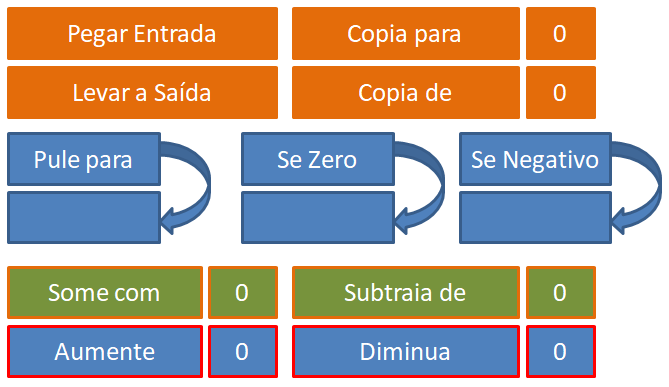 Pegar Entrada
Copia para
0
Levar a Saída
Copia de
0
Pule para
Se Zero
Se Negativo
Some com
0
Subtraia de
0
Aumente
0
Diminua
0